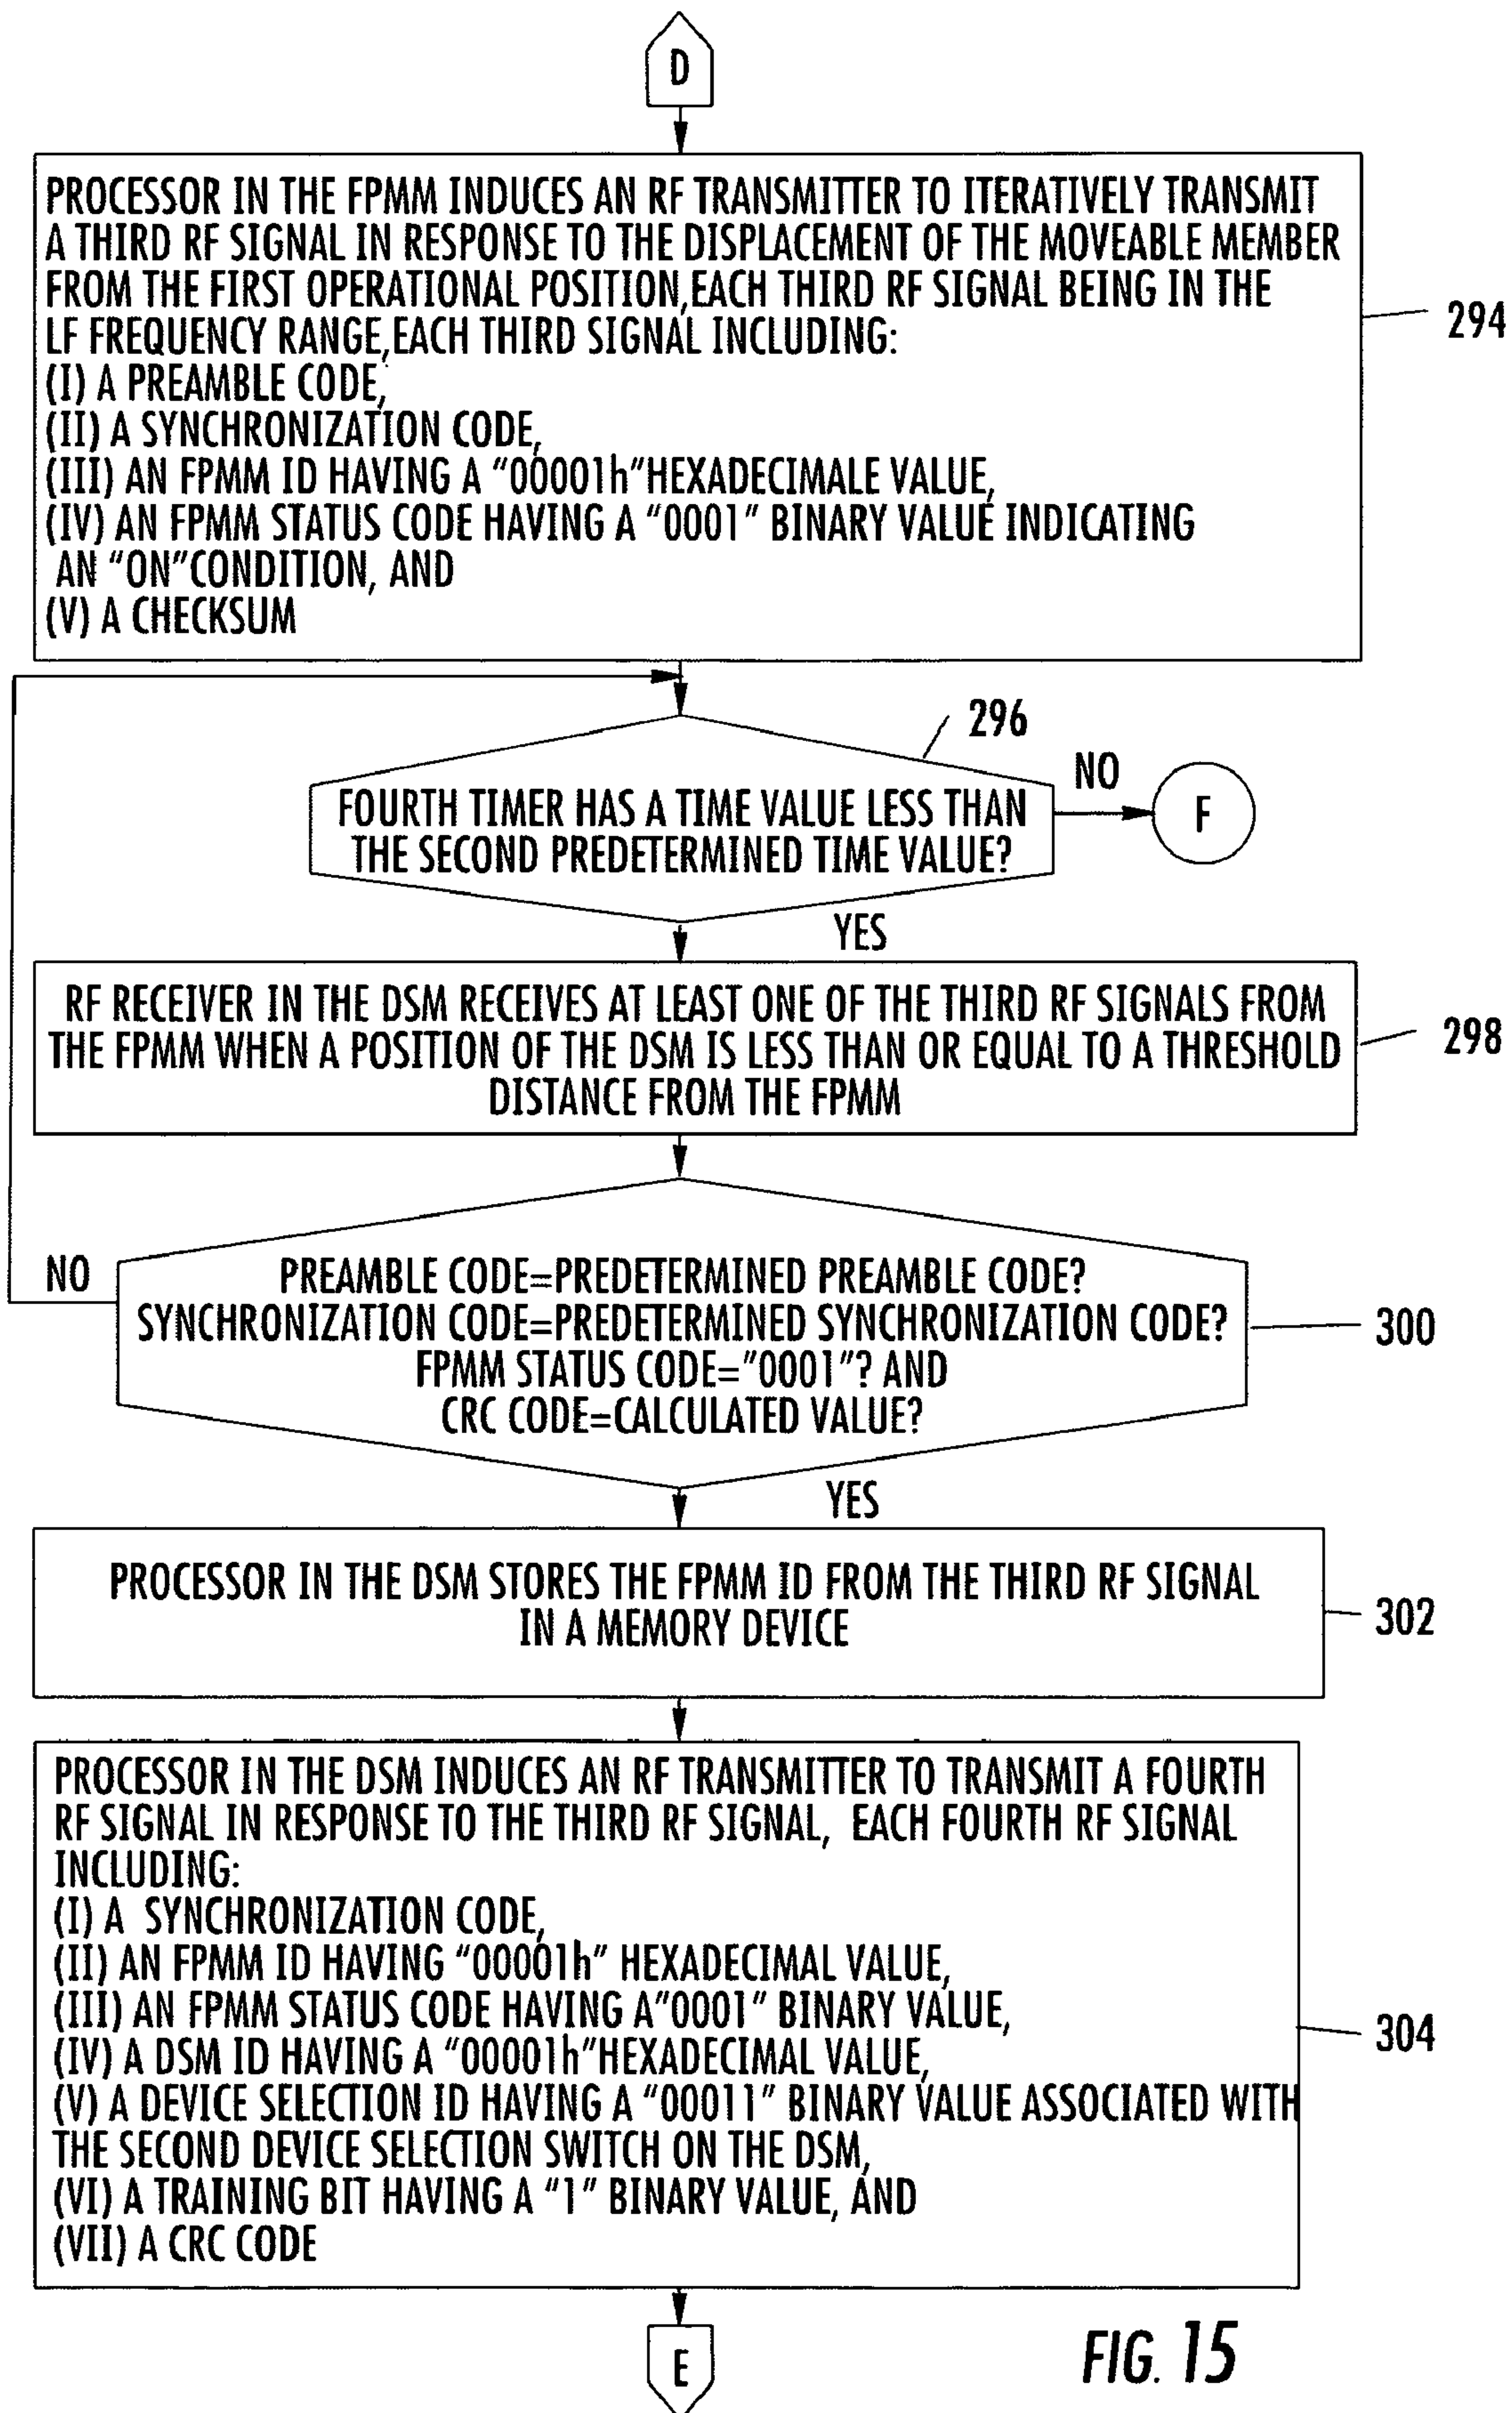 D
PROCESSOR IN THE FPMM INDUCES AN RF TRANSMITTER TO ITERATIVELY TRANSMIT
A THIRD RF SIGNAL IN RESPONSE TO THE DISPLACEMENT OF THE MOVEABLE MEMBER
FROM THE FIRST OPERATIONAL POSITION, EACH THIRD RF SIGNAL BEING IN THE
LF FREQUENCY RANGE, EACH THIRD SIGNAL INCLUDING:
(I) A PREAMBLE CODE,
(II) A SYNCHRONIZATION CODE,
(III) AN FPMM ID HAVING A "00001h" HEXADECIMALE VALUE,
(IV) AN FPMM STATUS CODE HAVING A "0001" BINARY VALUE INDICATING
AN "ON" CONDITION, AND
(V) A CHECKSUM
294
296
FOURTH TIMER HAS A TIME VALUE LESS THAN
THE SECOND PREDETERMINED TIME VALUE?
NO
F
YES
RF RECEIVER IN THE DSM RECEIVES AT LEAST ONE OF THE THIRD RF SIGNALS FROM
THE FPMM WHEN A POSITION OF THE DSM IS LESS THAN OR EQUAL TO A THRESHOLD
DISTANCE FROM THE FPMM
298
NO
PREAMBLE CODE=PREDETERMINED PREAMBLE CODE?
SYNCHRONIZATION CODE=PREDETERMINED SYNCHRONIZATION CODE?
FPMM STATUS CODE="0001"? AND
CRC CODE=CALCULATED VALUE?
300
YES
PROCESSOR IN THE DSM STORES THE FPMM ID FROM THE THIRD RF SIGNAL
IN A MEMORY DEVICE
302
PROCESSOR IN THE DSM INDUCES AN RF TRANSMITTER TO TRANSMIT A FOURTH
RF SIGNAL IN RESPONSE TO THE THIRD RF SIGNAL, EACH FOURTH RF SIGNAL
INCLUDING:
(I) A SYNCHRONIZATION CODE,
(II) AN FPMM ID HAVING "00001h" HEXADECIMAL VALUE,
(III) AN FPMM STATUS CODE HAVING A "0001" BINARY VALUE,
(IV) A DSM ID HAVING A "00001h" HEXADECIMAL VALUE,
(V) A DEVICE SELECTION ID HAVING A "00011" BINARY VALUE ASSOCIATED WITH
THE SECOND DEVICE SELECTION SWITCH ON THE DSM,
(VI) A TRAINING BIT HAVING A "1" BINARY VALUE, AND
(VII) A CRC CODE
304
E
FIG. 15